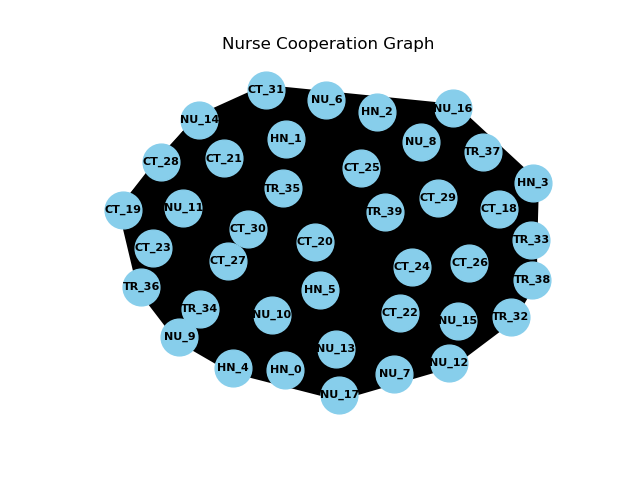 Nurse Cooperation Graph
CT_31
NU_6
NU_16
HN_2
NU_14
HN_1
NU_8
TR_37
CT_21
CT_28
CT_25
HN_3
TR_35
CT_29
NU_11
CT_18
CT_19
TR_39
CT_30
TR_33
CT_20
CT_23
CT_27
CT_26
CT_24
TR_38
TR_36
HN_5
TR_34
CT_22
NU_10
TR_32
NU_15
NU_9
NU_13
NU_12
HN_4
HN_0
NU_7
NU_17